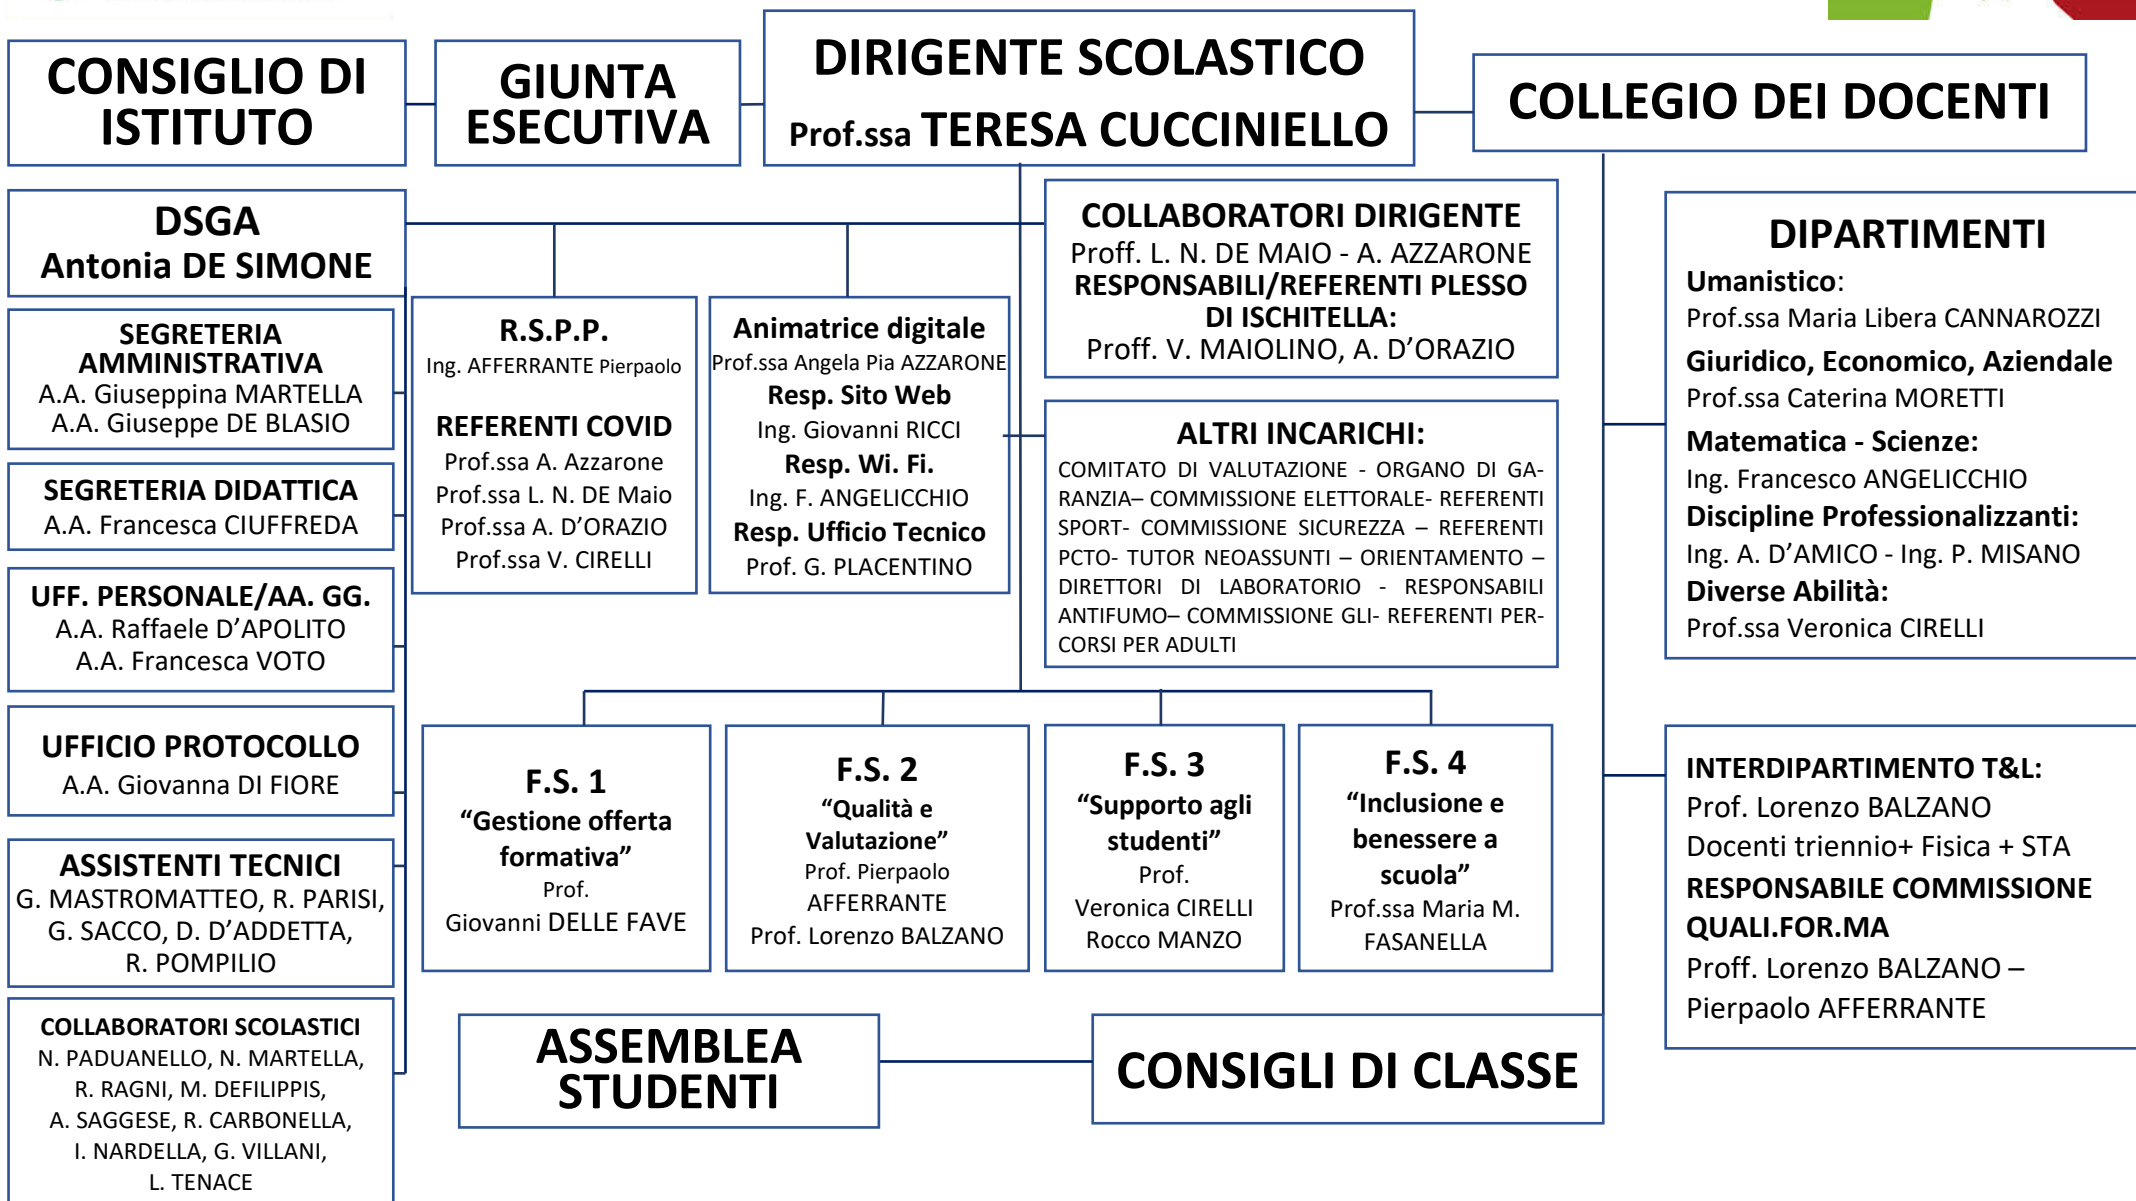 CONSIGLIO DI
ISTITUTO
GIUNTA
ESECUTIVA
DIRIGENTE SCOLASTICO
Prof.ssa TERESA CUCCINIELLO
COLLEGIO DEI DOCENTI
DSGA
Antonia DE SIMONE
SEGRETERIA
AMMINISTRATIVA
A.A. Giuseppina MARTELLA
A.A. Giuseppe DE BLASIO
SEGRETERIA DIDATTICA
A.A. Francesca CIUFFREDA
UFF. PERSONALE/AA. GG.
A.A. Raffaele D’APOLITO
A.A. Francesca VOTO
UFFICIO PROTOCOLLO
A.A. Giovanna DI FIORE
ASSISTENTI TECNICI
G. MASTROMATTEO, R. PARISI,
G. SACCO, D. D’ADDETTA,
R. POMPILIO
COLLABORATORI SCOLASTICI
N. PADUANELLO, N. MARTELLA,
R. RAGNI, M. DEFILIPPIS,
A. SAGGESE, R. CARBONELLA,
I. NARDELLA, G. VILLANI,
L. TENACE
R.S.P.P.
Ing. AFFERRANTE Pierpaolo
REFERENTI COVID
Prof.ssa A. Azzarone
Prof.ssa L. N. DE Maio
Prof.ssa A. D’ORAZIO
Prof.ssa V. CIRELLI
Animatrice digitale
Prof.ssa Angela Pia AZZARONE
Resp. Sito Web
Ing. Giovanni RICCI
Resp. Wi. Fi.
Ing. F. ANGELICCHIO
Resp. Ufficio Tecnico
Prof. G. PLACENTINO
COLLABORATORI DIRIGENTE
Proff. L. N. DE MAIO - A. AZZARONE
RESPONSABILI/REFERENTI PLESSO
DI ISCHITELLA:
Proff. V. MAIOLINO, A. D’ORAZIO
ALTRI INCARICHI:
COMITATO DI VALUTAZIONE - ORGANO DI GA-
RANZIA– COMMISSIONE ELETTORALE- REFERENTI
SPORT- COMMISSIONE SICUREZZA – REFERENTI
PCTO- TUTOR NEOASSUNTI – ORIENTAMENTO –
DIRETTORI DI LABORATORIO - RESPONSABILI
ANTIFUMO– COMMISSIONE GLI- REFERENTI PER-
CORSI PER ADULTI
DIPARTIMENTI
Umanistico:
Prof.ssa Maria Libera CANNAROZZI
Giuridico, Economico, Aziendale
Prof.ssa Caterina MORETTI
Matematica - Scienze:
Ing. Francesco ANGELICCHIO
Discipline Professionalizzanti:
Ing. A. D’AMICO - Ing. P. MISANO
Diverse Abilità:
Prof.ssa Veronica CIRELLI
F.S. 1
“Gestione offerta
formativa”
Prof.
Giovanni DELLE FAVE
F.S. 2
“Qualità e
Valutazione”
Prof. Pierpaolo
AFFERRANTE
Prof. Lorenzo BALZANO
F.S. 3
“Supporto agli
studenti”
Prof.
Veronica CIRELLI
Rocco MANZO
F.S. 4
“Inclusione e
benessere a
scuola”
Prof.ssa Maria M.
FASANELLA
INTERDIPARTIMENTO T&L:
Prof. Lorenzo BALZANO
Docenti triennio+ Fisica + STA
RESPONSABILE COMMISSIONE
QUALI.FOR.MA
Proff. Lorenzo BALZANO –
Pierpaolo AFFERRANTE
ASSEMBLEA
STUDENTI
CONSIGLI DI CLASSE